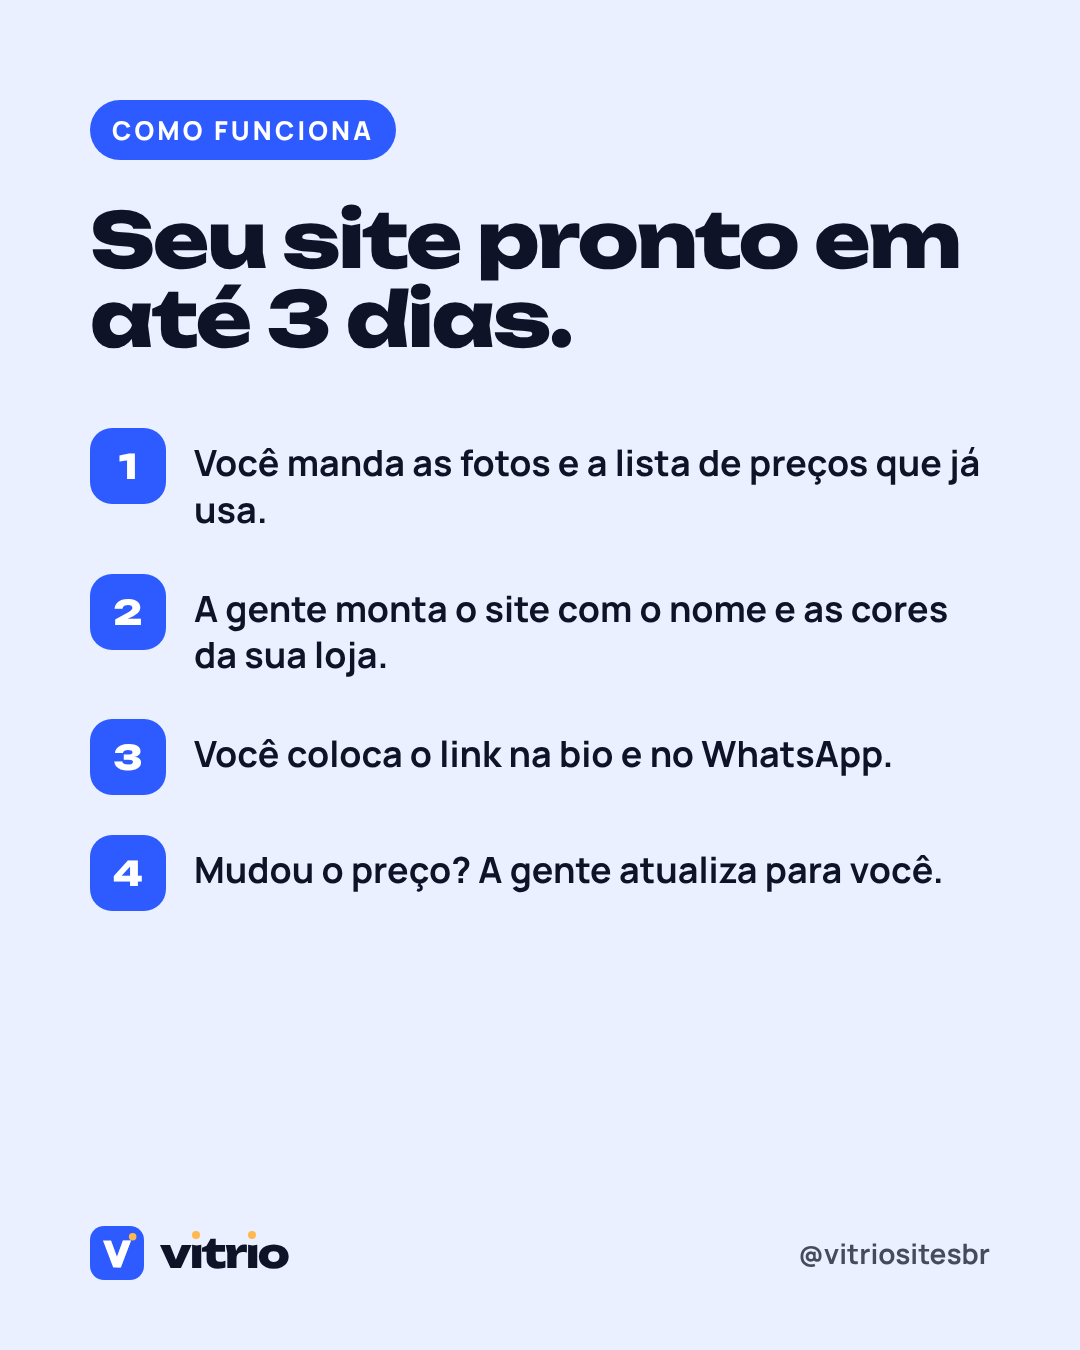 COMO FUNCIONA
Seu site pronto em
até 3 dias.
1 Você manda as fotos e a lista de preços que já
usa.
2 A gente monta o site com o nome e as cores
da sua loja.
3 Você coloca o link na bio e no WhatsApp.
4 Mudou o preço? A gente atualiza para você.
V vitrio
@vitriositesbr